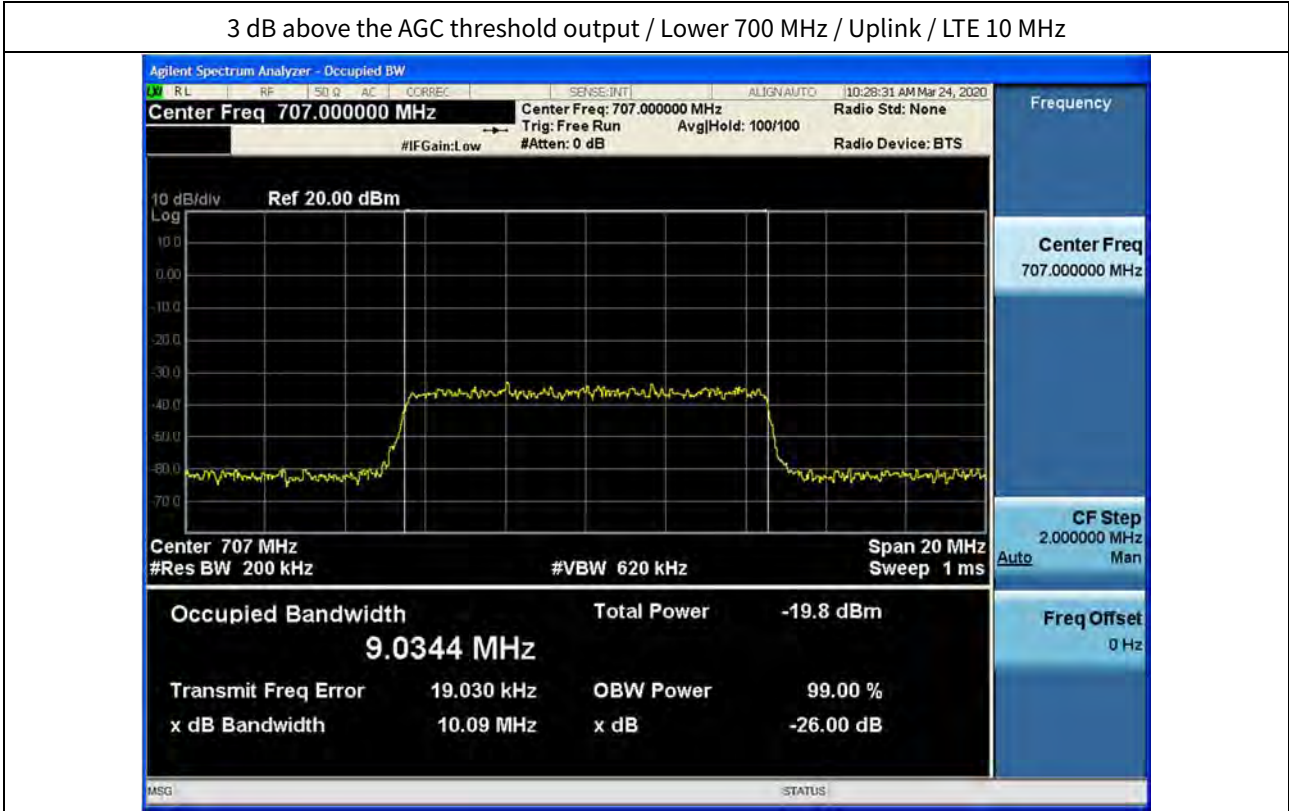 3 dB above the AGC threshold output / Lower 700 MHz / Uplink / LTE 10 MHz
Agilent Spectrum Analyzer - Occupied BW
LXI RL RF 50 Ω AC CORREC SENSE:INT ALIGN AUTO 10:28:31 AM Mar 24, 2020
Center Freq 707.000000 MHz
Center Freq: 707.000000 MHz
Radio Std: None
Trig: Free Run Avg|Hold: 100/100
#IFGain:Low
#Atten: 0 dB
Radio Device: BTS
10 dB/div Ref 20.00 dBm
Log
10.0
0.00
-10.0
-20.0
-30.0
-40.0
-50.0
-60.0
-70.0
Center 707 MHz
Span 20 MHz
#Res BW 200 kHz
#VBW 620 kHz
Sweep 1 ms
Occupied Bandwidth
9.0344 MHz
Total Power -19.8 dBm
Transmit Freq Error 19.030 kHz
OBW Power 99.00 %
x dB Bandwidth 10.09 MHz
x dB -26.00 dB
MSG
STATUS
Frequency
Center Freq
707.000000 MHz
CF Step
2.000000 MHz
Auto Man
Freq Offset
0 Hz